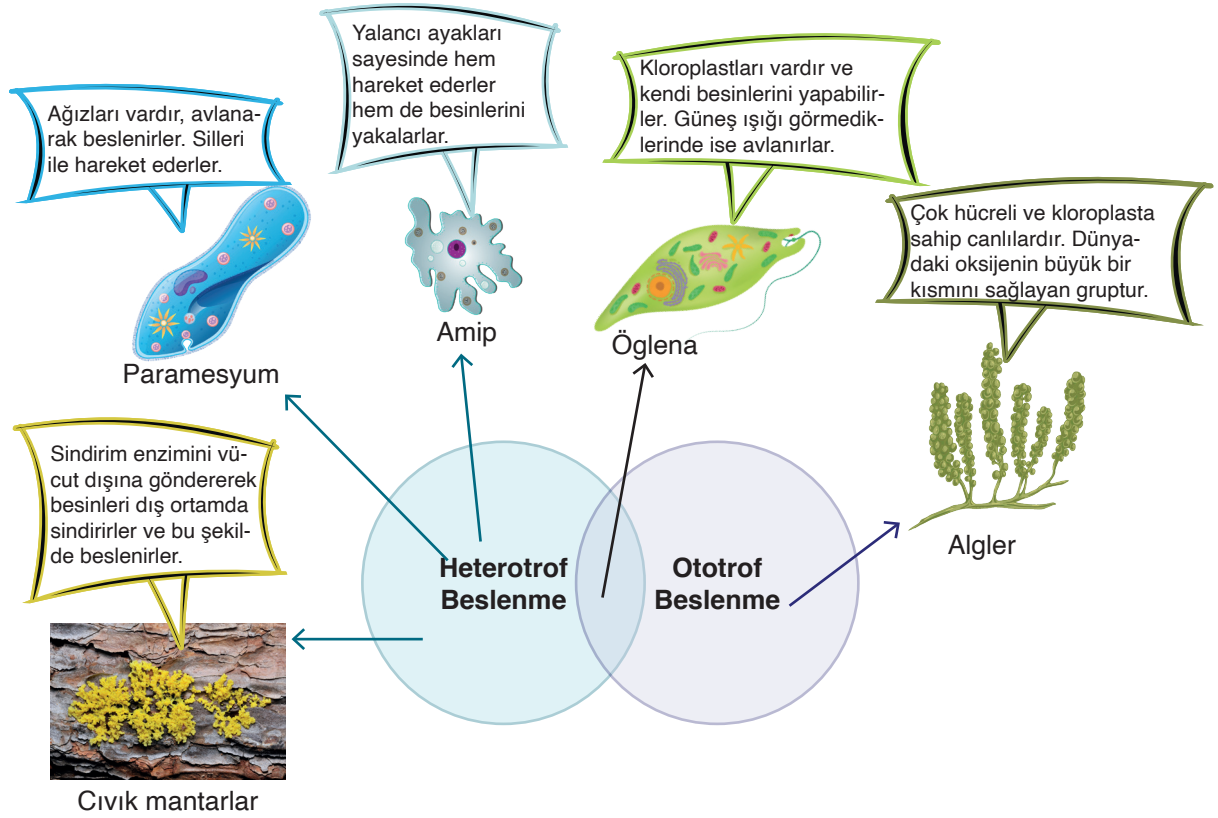 Ağızları vardır, avlana-
rak beslenirler. Silleri
ile hareket ederler.
Paramesyum
Yalancı ayakları
sayesinde hem
hareket ederler
hem de besinlerini
yakalarlar.
Amip
Kloroplastları vardır ve
kendi besinlerini yapabilir-
ler. Güneş ışığı görmedik-
lerinde ise avlanırlar.
Öglena
Çok hücreli ve kloroplasta
sahip canlılardır. Dünya-
daki oksijenin büyük bir
kısmını sağlayan gruptur.
Algler
Sindirim enzimini vü-
cut dışına göndererek
besinleri dış ortamda
sindirirler ve bu şekil-
de beslenirler.
Cıvık mantarlar
Heterotrof
Beslenme
Ototrof
Beslenme